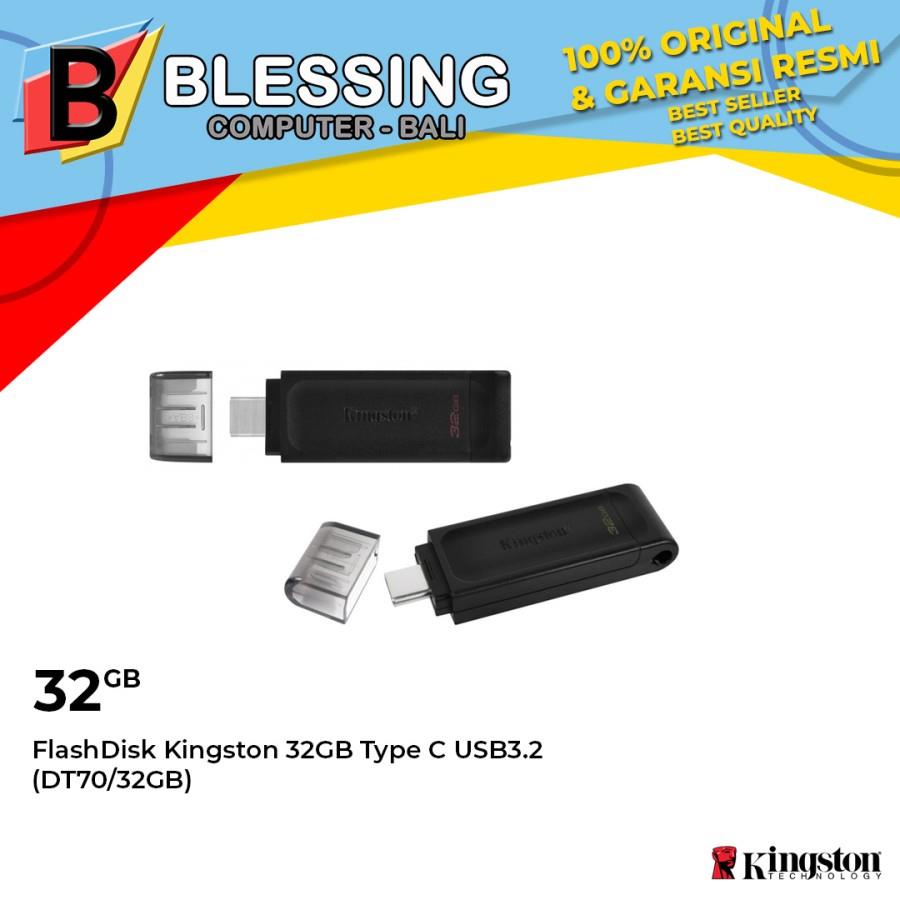 B
BLESSING
COMPUTER - BALI
100% ORIGINAL
& GARANSI RESMI
BEST SELLER
BEST QUALITY
Kingston
32GB
Kingston
32GB
32GB
FlashDisk Kingston 32GB Type C USB3.2
(DT70/32GB)
Kingston
TECHNOLOGY